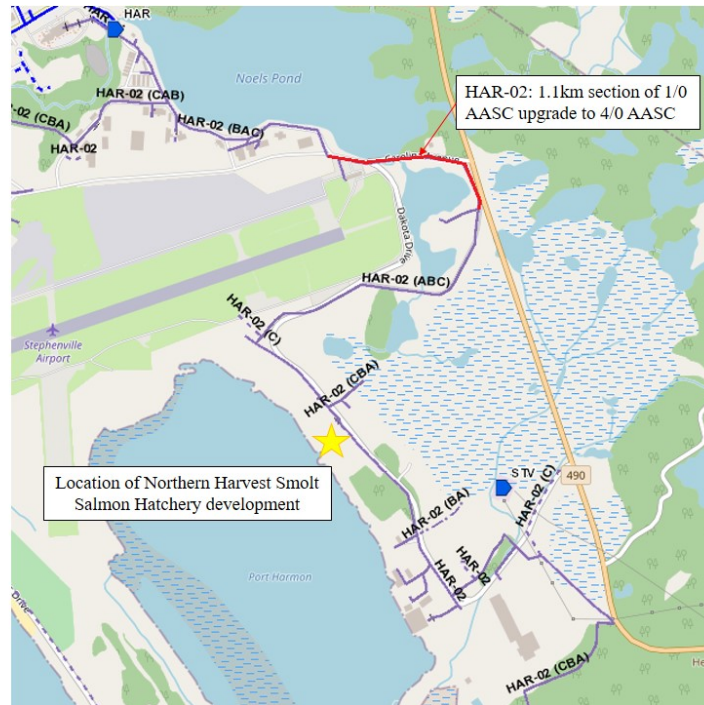 HAR
HAR
Noels Pond
HAR-02: 1.1km section of 1/0
AASC upgrade to 4/0 AASC
HAR-02 (CAB)
HAR-02 (CBA)
HAR-02 (BAC)
HAR-02
Dakota Drive
HAR-02 (ABC)
HAR-02 (C)
Stephenville
Airport
HAR-02 (CBA)
Location of Northern Harvest Smolt
Salmon Hatchery development
STV
490
HAR-02 (C)
HAR-02 (BA)
HAR-02
HAR-02
Port Harmon
Drive
HAR-02 (CBA)
He